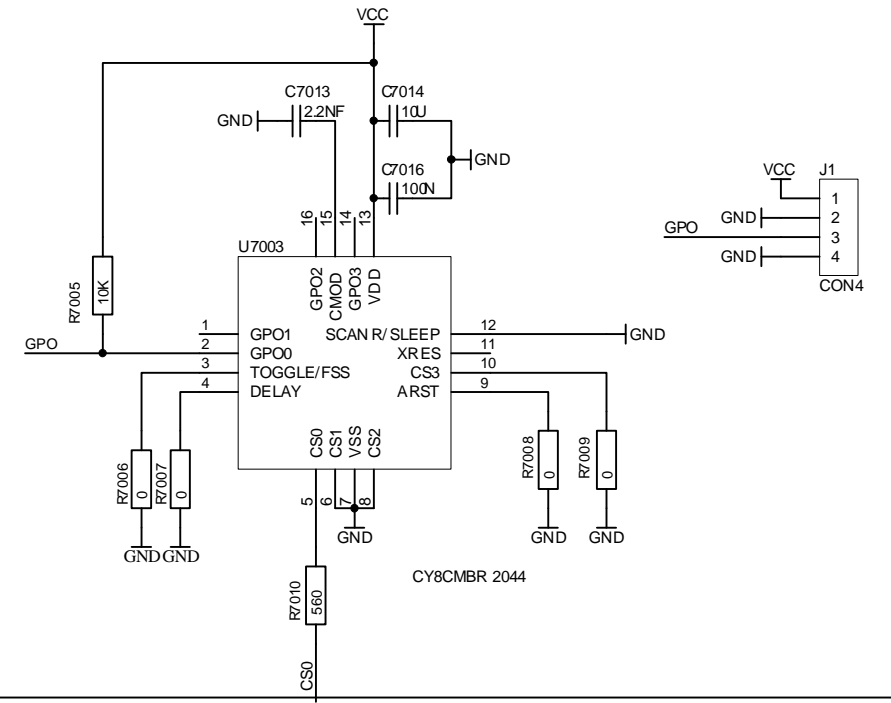 VCC
C7013
2.2NF
GND
C7014
10U
GND
C7016
100N
VCC
J1
1
GND
2
GPO
3
GND
4
CON4
16
15
14
13
U7003
GPO2
CMOD
GPO3
VDD
R7005
10K
1
GPO1
SCANR/SLEEP
12
GND
GPO
2
GPO0
XRES
11
3
TOGGLE/FSS
CS3
10
4
DELAY
ARST
9
CS0
CS1
VSS
CS2
R7006
0
R7007
0
R7008
0
R7009
0
5
6
7
8
GND
GND
GND
GND
GND
R7010
560
CY8CMBR 2044
CS0